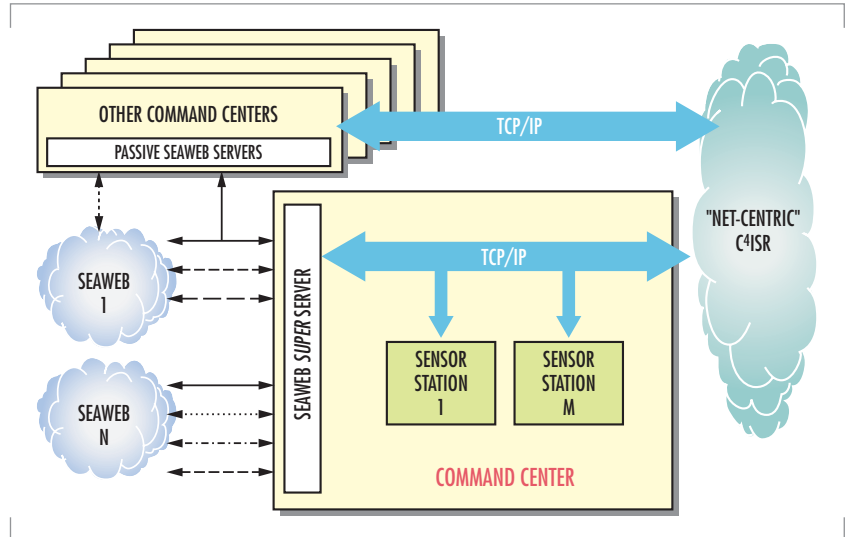 OTHER COMMAND CENTERS
PASSIVE SEAWEB SERVERS
TCP/IP
"NET-CENTRIC"
C⁴ISR
SEAWEB
1
SEAWEB SUPER SERVER
TCP/IP
SENSOR
STATION
1
SENSOR
STATION
M
SEAWEB
N
COMMAND CENTER